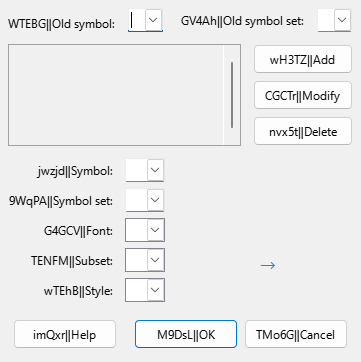 WTEBG||Old symbol: GV4Ah||Old symbol set:
wH3TZ||Add
CGCTr||Modify
nvx5t||Delete
jwzjd||Symbol:
9WqPA||Symbol set:
G4GCV||Font:
TENFM||Subset:
→
wTEhB||Style:
imQxr||Help M9DsL||OK TMo6G||Cancel